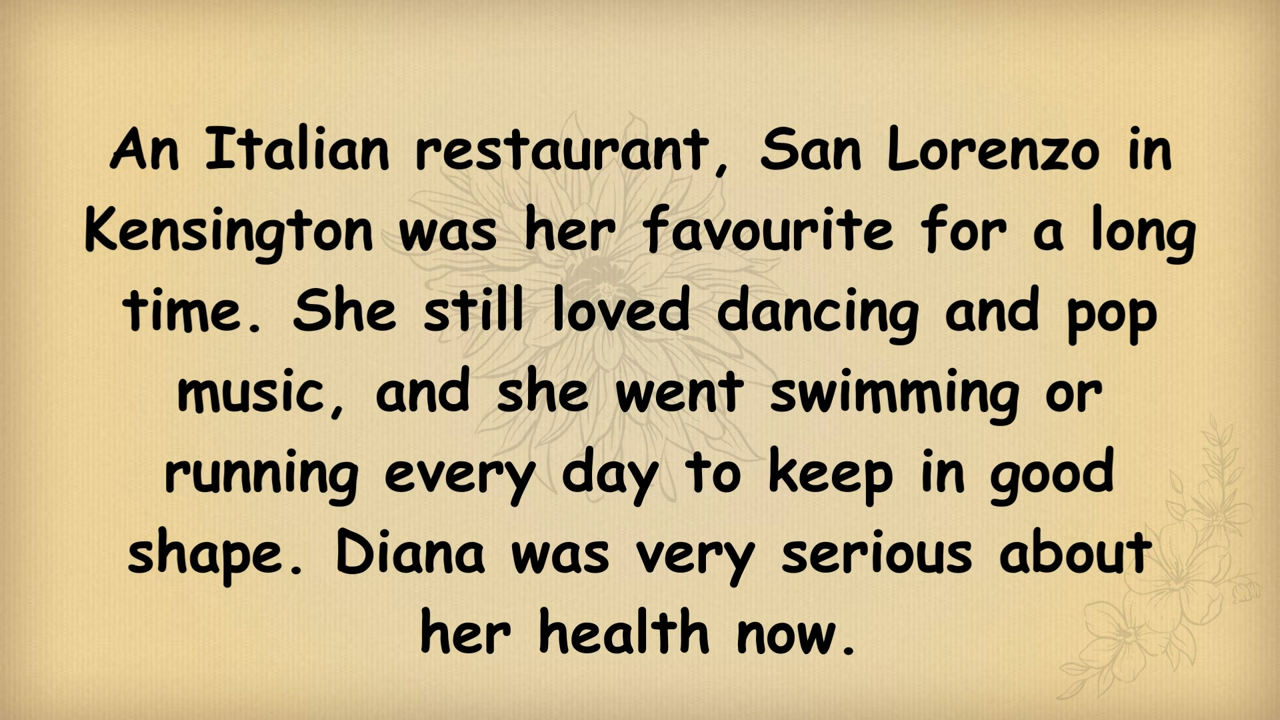 An Italian restaurant, San Lorenzo in
Kensington was her favourite for a long
time. She still loved dancing and pop
music, and she went swimming or
running every day to keep in good
shape. Diana was very serious about
her health now.